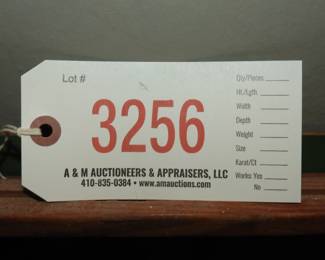 Lot #
3256
A & M AUCTIONEERS & APPRAISERS, LLC
410-835-0384 • www.amauctions.com
Qty/Pieces
Ht./Lgth.
Width
Depth
Weight
Size
Karat/Ct
Works: Yes
No